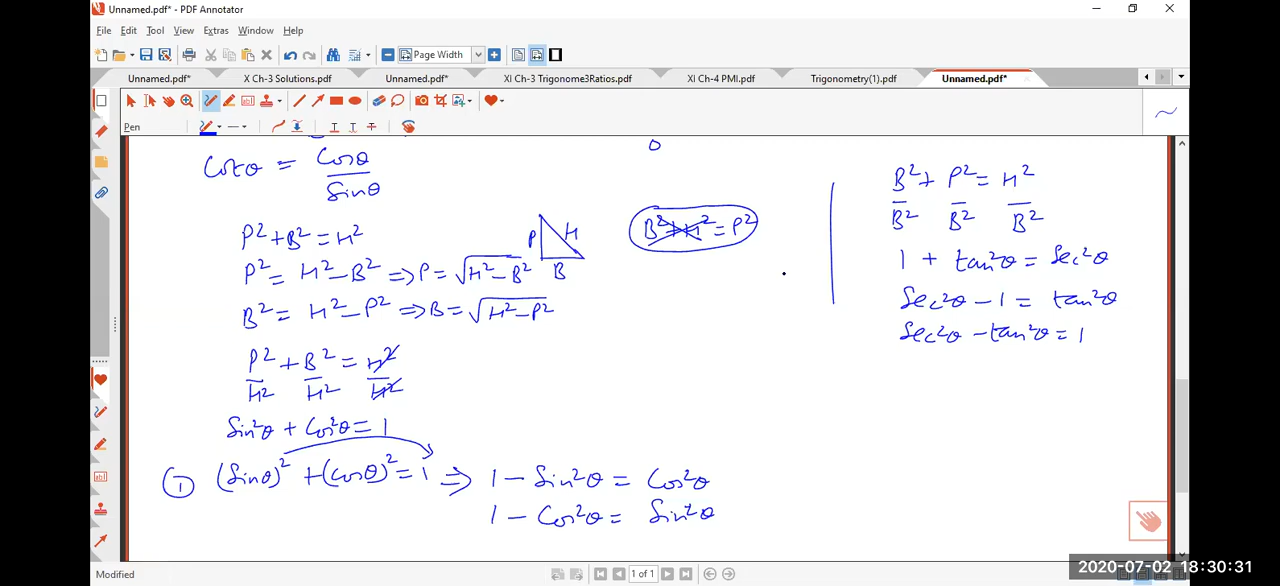 Unnamed.pdf* - PDF Annotator
File Edit Tool View Extras Window Help
Page Width
Unnamed.pdf* X Ch-3 Solutions.pdf Unnamed.pdf* XI Ch-3 Trigonome3Ratios.pdf XI Ch-4 PMI.pdf Trigonometry(1).pdf Unnamed.pdf*
Pen
Cotθ = Cosθ/Sinθ
P²+B²=H²
P²= H²-B² ⇒ P=√H²-B²
B²= H²-P² ⇒ B=√H²-P²
P H B
B²+H²=P²
P²/H² + B²/H² = H²/H²
Sin²θ + Cos²θ = 1
① (Sinθ)² + (Cosθ)² = 1 ⇒ 1 - Sin²θ = Cos²θ
1 - Cos²θ = Sin²θ
B²/B² + P²/B² = H²/B²
1 + tan²θ = Sec²θ
Sec²θ - 1 = tan²θ
Sec²θ - tan²θ = 1
Modified
1 of 1
2020-07-02 18:30:31